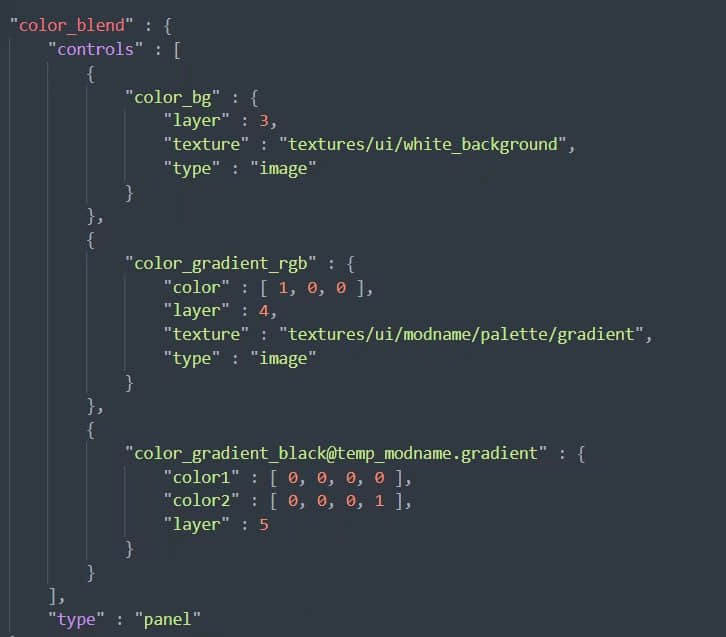 "color_blend" : {
"controls" : [
{
"color_bg" : {
"layer" : 3,
"texture" : "textures/ui/white_background",
"type" : "image"
}
},
{
"color_gradient_rgb" : {
"color" : [ 1, 0, 0 ],
"layer" : 4,
"texture" : "textures/ui/modname/palette/gradient",
"type" : "image"
}
},
{
"color_gradient_black@temp_modname.gradient" : {
"color1" : [ 0, 0, 0, 0 ],
"color2" : [ 0, 0, 0, 1 ],
"layer" : 5
}
}
],
"type" : "panel"